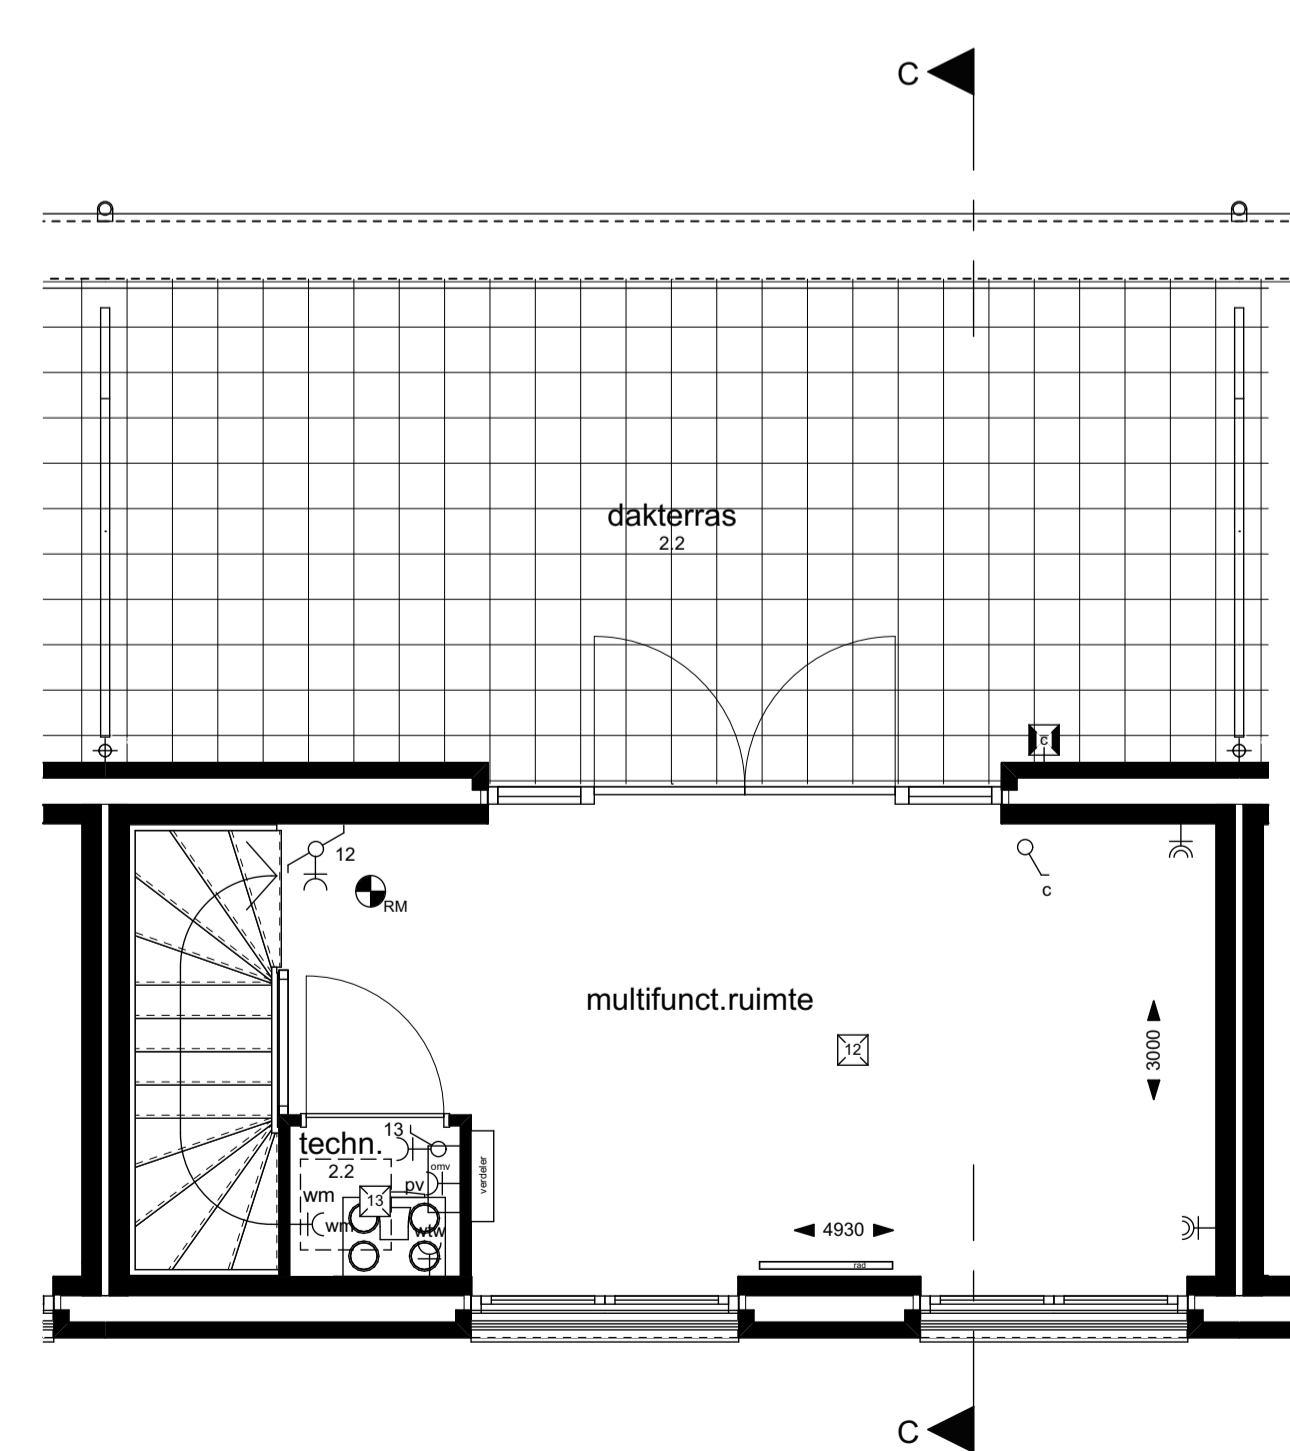 C
dakterras
2.2
c
12
RM
c
multifunct.ruimte
12
3000
techn.
13
2.2
omv
verdeler
wm
pv
13
wm
wtw
4930
rad
C